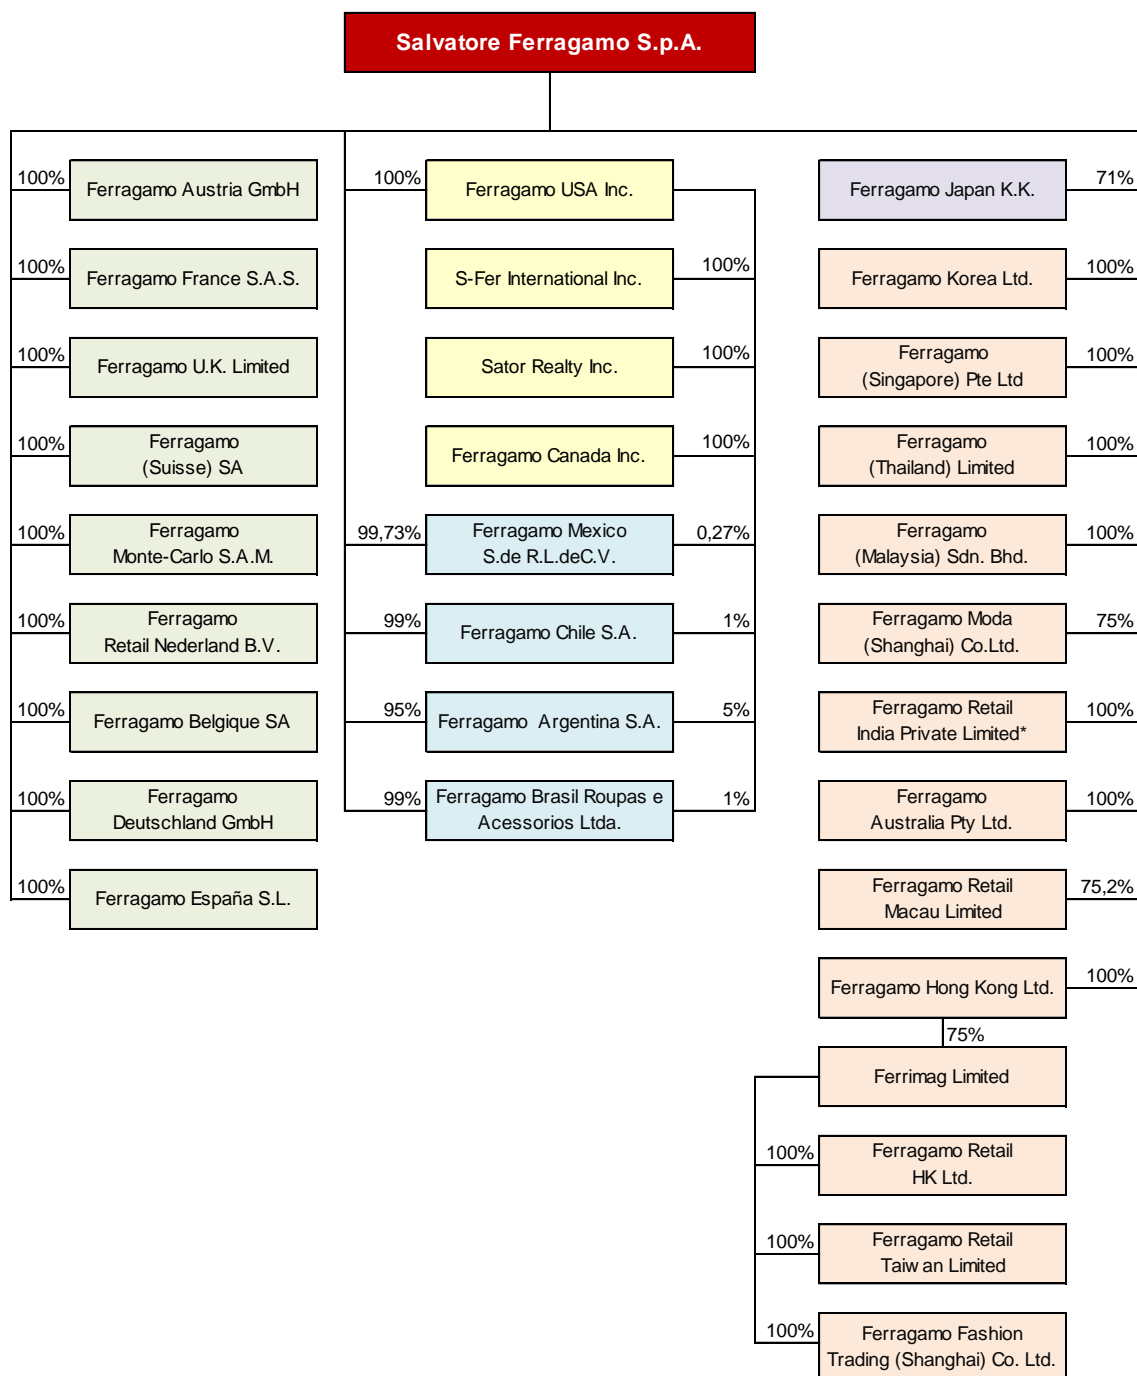 Salvatore Ferragamo S.p.A.
100%
Ferragamo Austria GmbH
100%
Ferragamo France S.A.S.
100%
Ferragamo U.K. Limited
100%
Ferragamo
(Suisse) SA
100%
Ferragamo
Monte-Carlo S.A.M.
100%
Ferragamo
Retail Nederland B.V.
100%
Ferragamo Belgique SA
100%
Ferragamo
Deutschland GmbH
100%
Ferragamo España S.L.
100%
Ferragamo USA Inc.
S-Fer International Inc.
100%
Sator Realty Inc.
100%
Ferragamo Canada Inc.
100%
99,73%
Ferragamo Mexico
S.de R.L.deC.V.
0,27%
99%
Ferragamo Chile S.A.
1%
95%
Ferragamo Argentina S.A.
5%
99%
Ferragamo Brasil Roupas e
Acessorios Ltda.
1%
Ferragamo Japan K.K.
71%
Ferragamo Korea Ltd.
100%
Ferragamo
(Singapore) Pte Ltd
100%
Ferragamo
(Thailand) Limited
100%
Ferragamo
(Malaysia) Sdn. Bhd.
100%
Ferragamo Moda
(Shanghai) Co.Ltd.
75%
Ferragamo Retail
India Private Limited*
100%
Ferragamo
Australia Pty Ltd.
100%
Ferragamo Retail
Macau Limited
75,2%
Ferragamo Hong Kong Ltd.
100%
75%
Ferrimag Limited
100%
Ferragamo Retail
HK Ltd.
100%
Ferragamo Retail
Taiwan Limited
100%
Ferragamo Fashion
Trading (Shanghai) Co. Ltd.